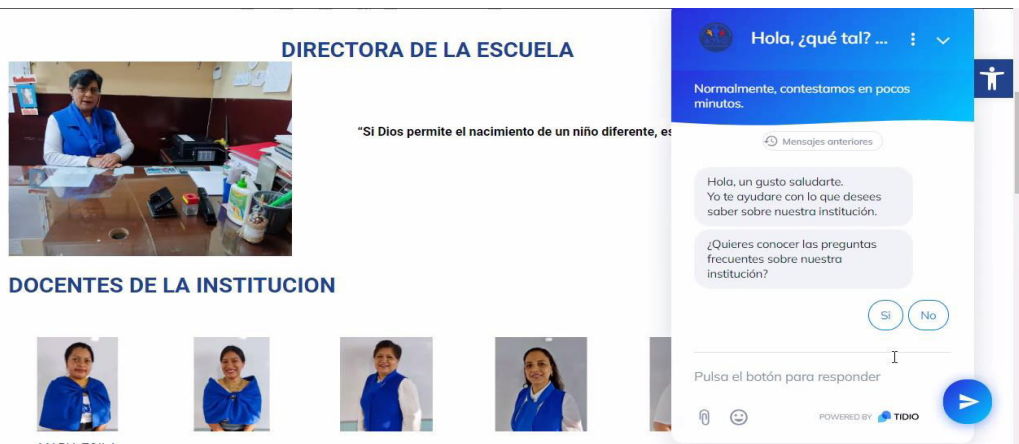 DIRECTORA DE LA ESCUELA
"Si Dios permite el nacimiento de un niño diferente, es
DOCENTES DE LA INSTITUCION
Hola, ¿qué tal? ...
Normalmente, contestamos en pocos
minutos.
Mensajes anteriores
Hola, un gusto saludarte.
Yo te ayudare con lo que desees
saber sobre nuestra institución.
¿Quieres conocer las preguntas
frecuentes sobre nuestra
institución?
Si
No
Pulsa el botón para responder
POWERED BY TIDIO